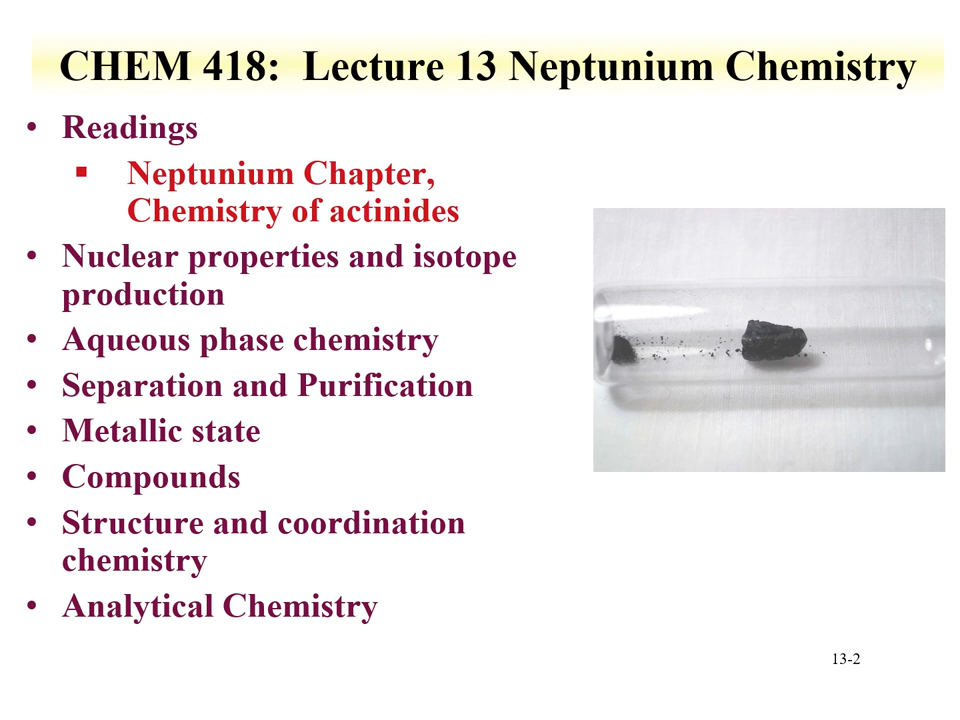 CHEM 418: Lecture 13 Neptunium Chemistry
• Readings
▪ Neptunium Chapter,
Chemistry of actinides
• Nuclear properties and isotope
production
• Aqueous phase chemistry
• Separation and Purification
• Metallic state
• Compounds
• Structure and coordination
chemistry
• Analytical Chemistry
13-2